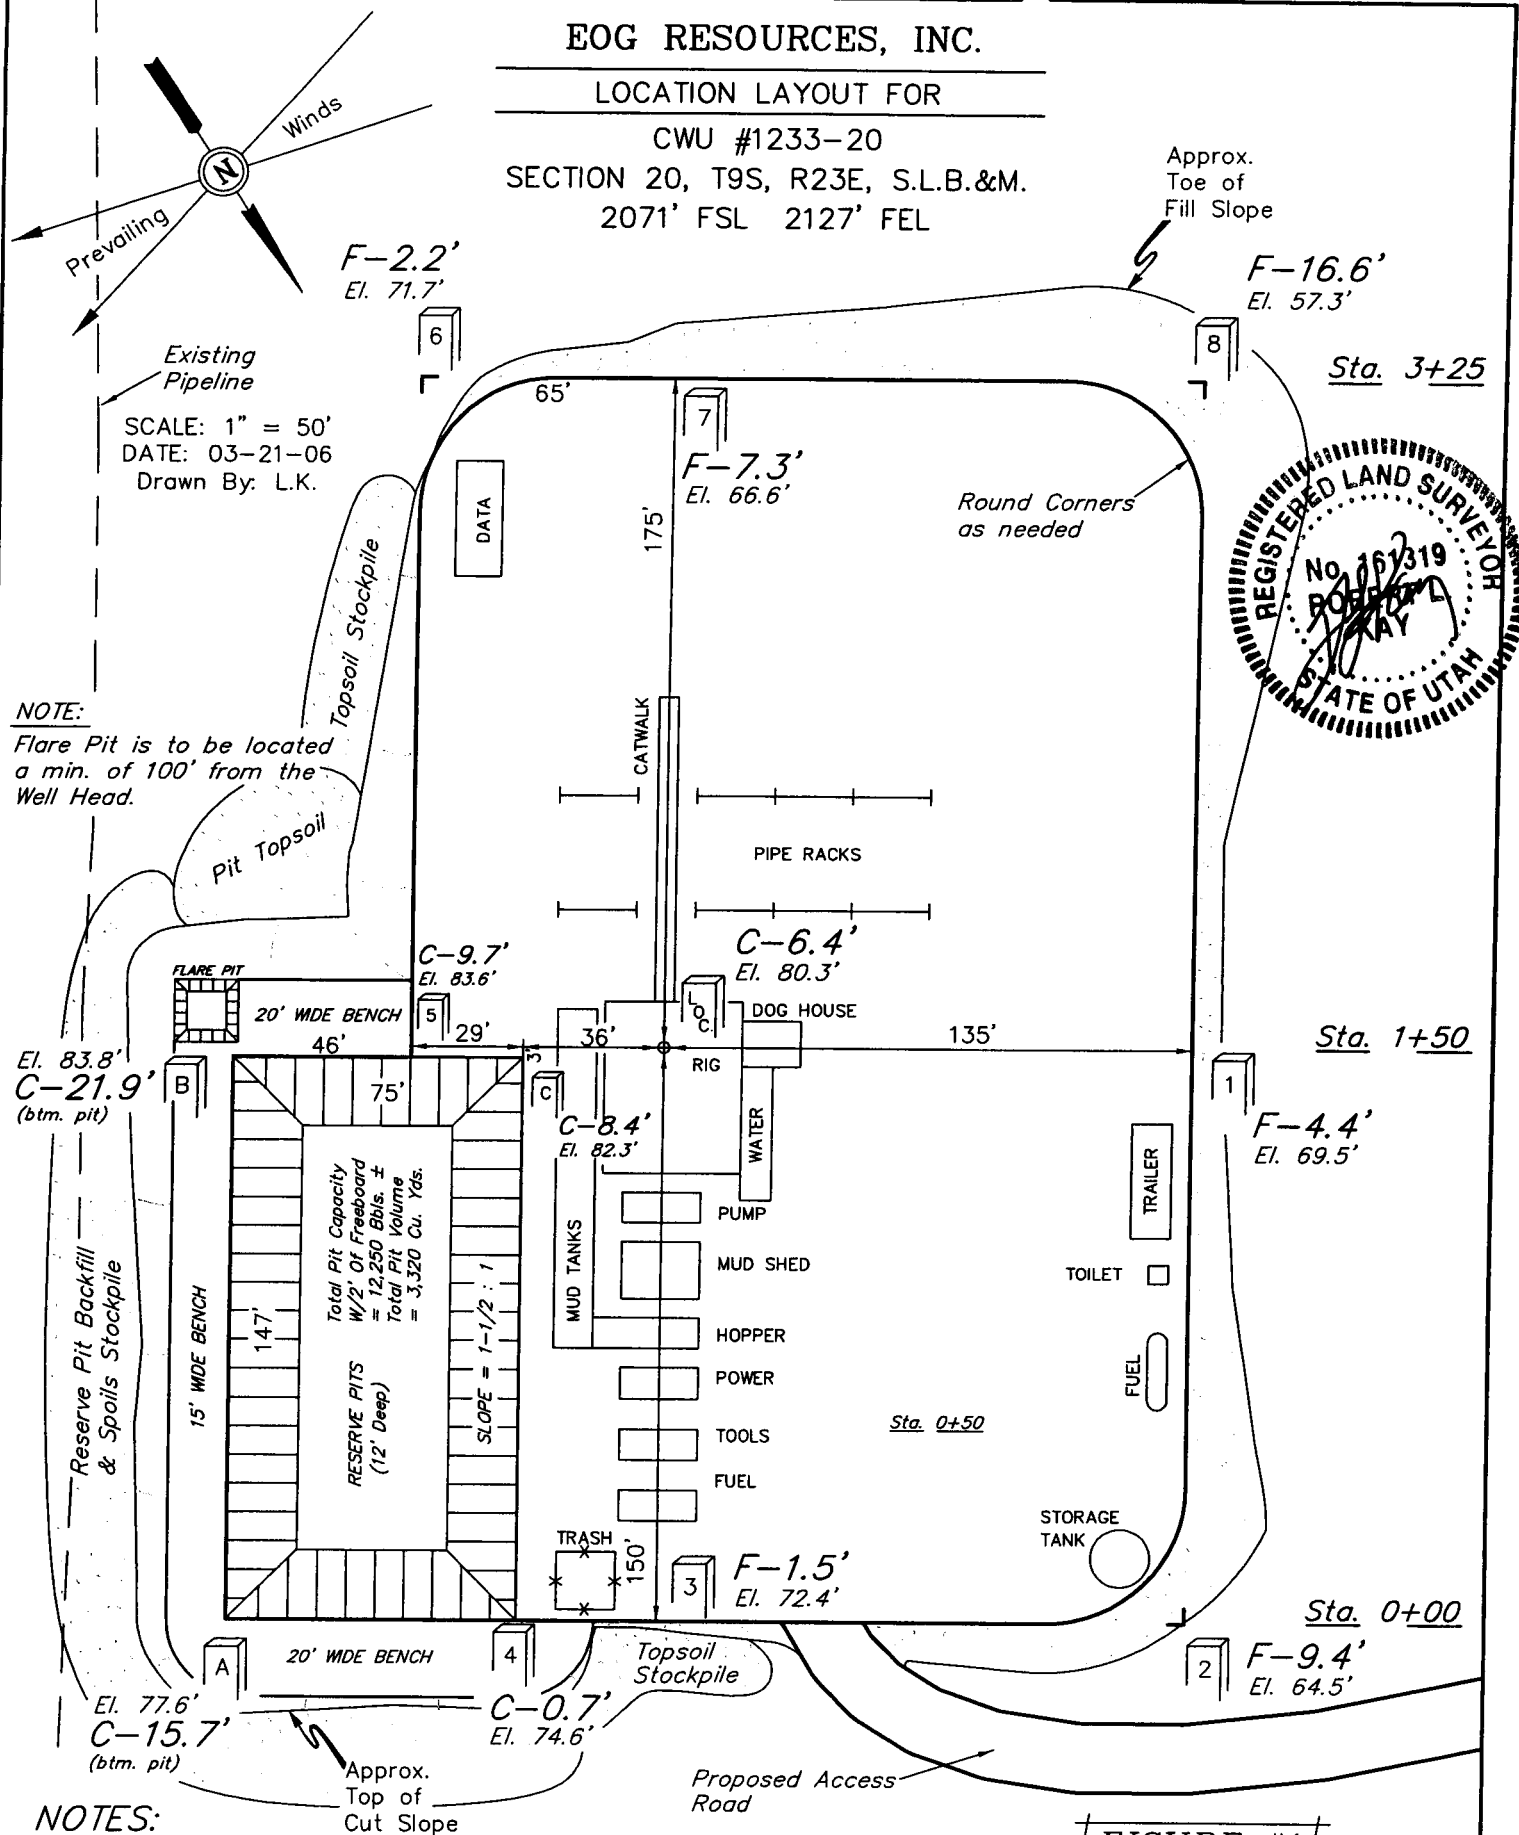 EOG RESOURCES, INC.
LOCATION LAYOUT FOR
CWU #1233-20
SECTION 20, T9S, R23E, S.L.B.&M.
2071' FSL 2127' FEL
Winds
N
Prevailing
Approx.
Toe of
Fill Slope
F-2.2'
El. 71.7'
6
F-16.6'
El. 57.3'
8
Sta. 3+25
Existing
Pipeline
SCALE: 1" = 50'
DATE: 03-21-06
Drawn By: L.K.
65'
7
F-7.3'
El. 66.6'
175'
DATA
Round Corners
as needed
REGISTERED LAND SURVEYOR
No. 161319
KAY
STATE OF UTAH
Topsoil Stockpile
NOTE:
Flare Pit is to be located
a min. of 100' from the
Well Head.
CATWALK
Pit Topsoil
PIPE RACKS
C-9.7'
El. 83.6'
5
C-6.4'
El. 80.3'
LOC.
FLARE PIT
20' WIDE BENCH
DOG HOUSE
46'
29'
3'
36'
135'
RIG
Sta. 1+50
El. 83.8'
C-21.9'
(btm. pit)
B
75'
C
C-8.4'
El. 82.3'
WATER
1
F-4.4'
El. 69.5'
TRAILER
Total Pit Capacity
W/2' Of Freeboard
= 12,250 Bbls. ±
Total Pit Volume
= 3,320 Cu. Yds.
RESERVE PITS
(12' Deep)
SLOPE = 1-1/2 : 1
147'
15' WIDE BENCH
Reserve Pit Backfill
& Spoils Stockpile
MUD TANKS
PUMP
MUD SHED
HOPPER
POWER
TOOLS
FUEL
TOILET
FUEL
Sta. 0+50
STORAGE
TANK
TRASH
150'
3
F-1.5'
El. 72.4'
Sta. 0+00
A
20' WIDE BENCH
4
Topsoil
Stockpile
2
F-9.4'
El. 64.5'
El. 77.6'
C-15.7'
(btm. pit)
C-0.7'
El. 74.6'
Approx.
Top of
Cut Slope
Proposed Access
Road
NOTES: